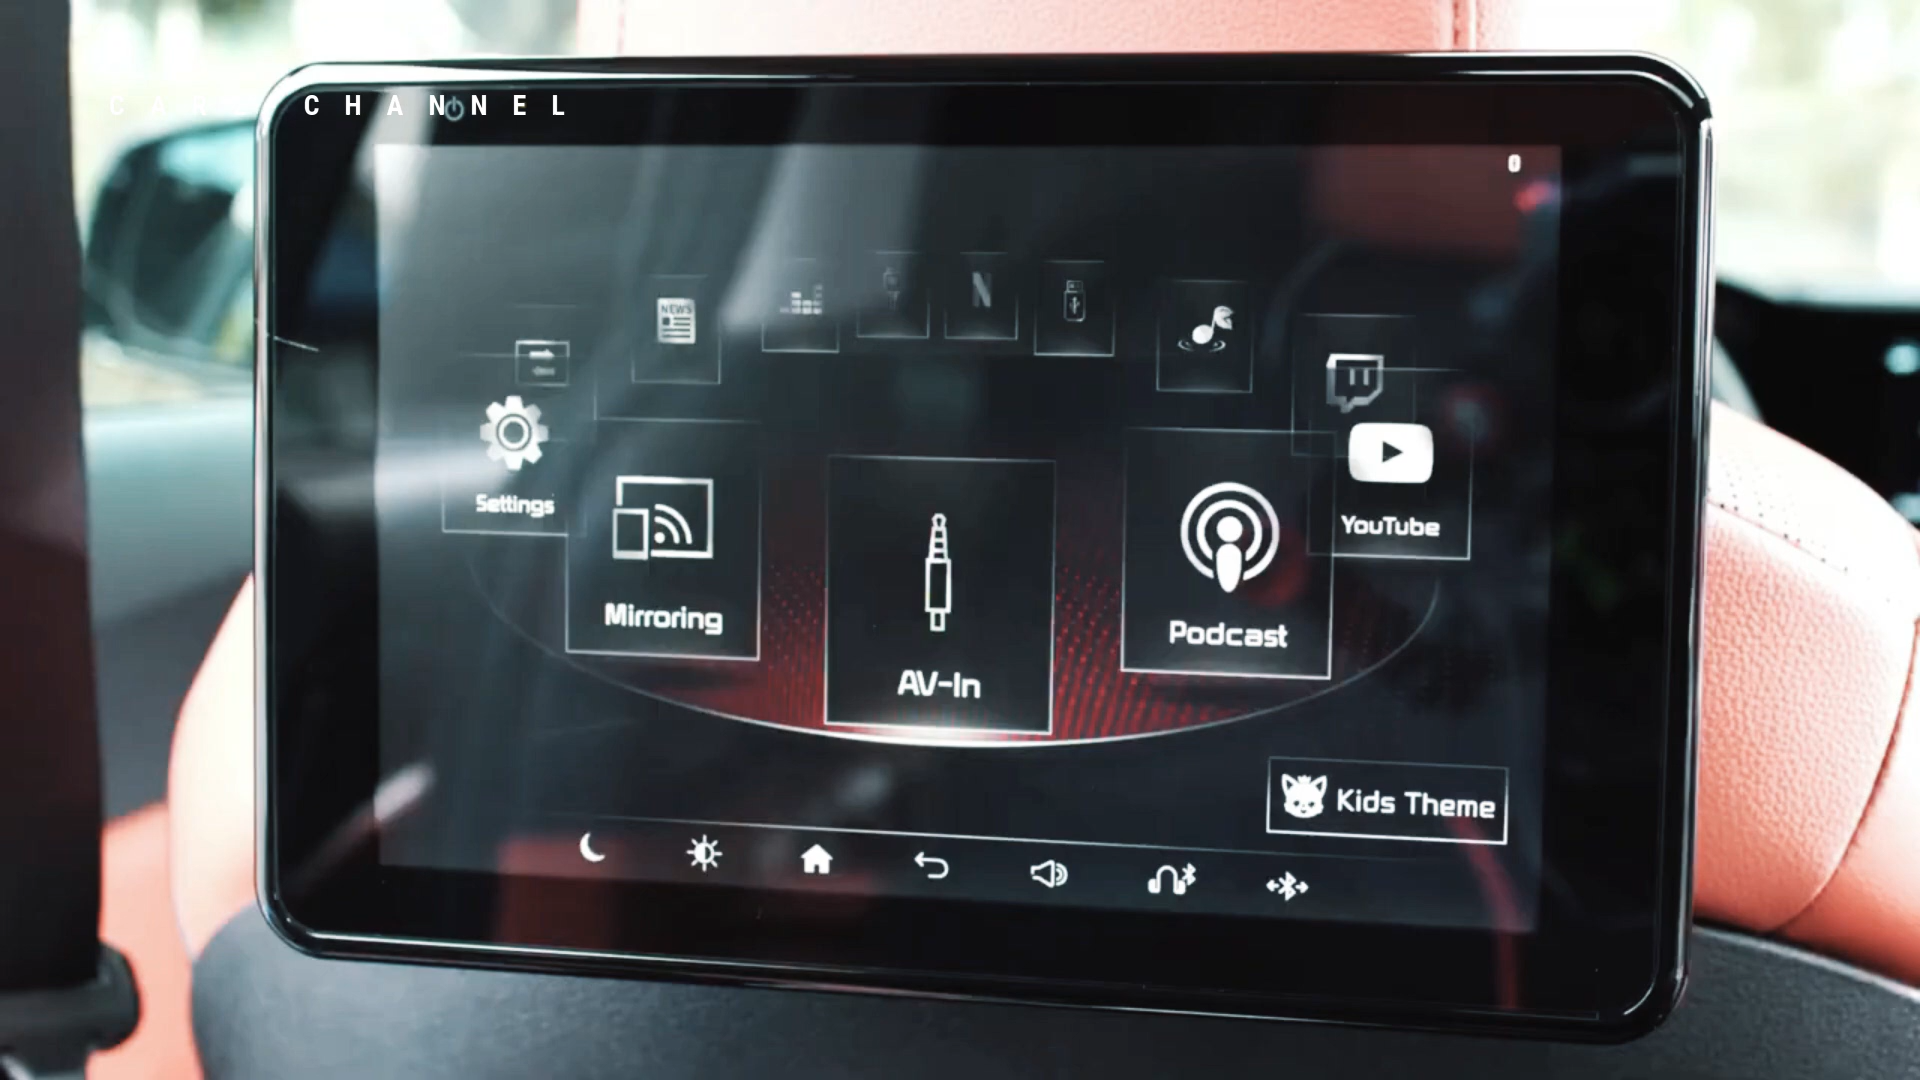 CAR CHANNEL
NEWS
N
Settings
Mirroring
AV-In
Podcast
YouTube
Kids Theme